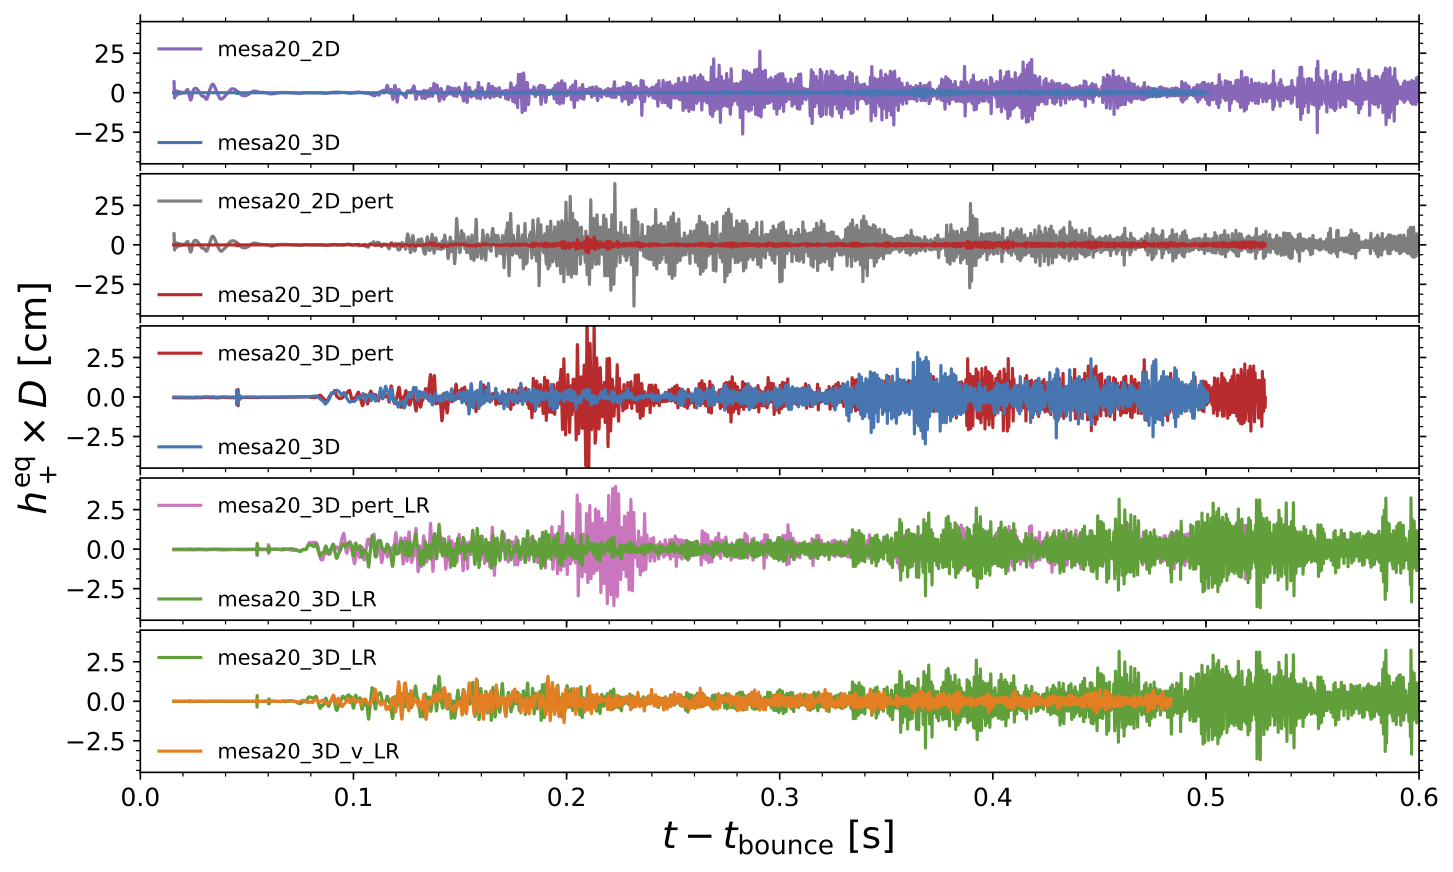 mesa20_2D
mesa20_3D
25
0
−25
mesa20_2D_pert
mesa20_3D_pert
25
0
−25
mesa20_3D_pert
mesa20_3D
2.5
0.0
−2.5
mesa20_3D_pert_LR
mesa20_3D_LR
2.5
0.0
−2.5
mesa20_3D_LR
mesa20_3D_v_LR
2.5
0.0
−2.5
h₊^eq × D [cm]
0.0 0.1 0.2 0.3 0.4 0.5 0.6
t − t_bounce [s]